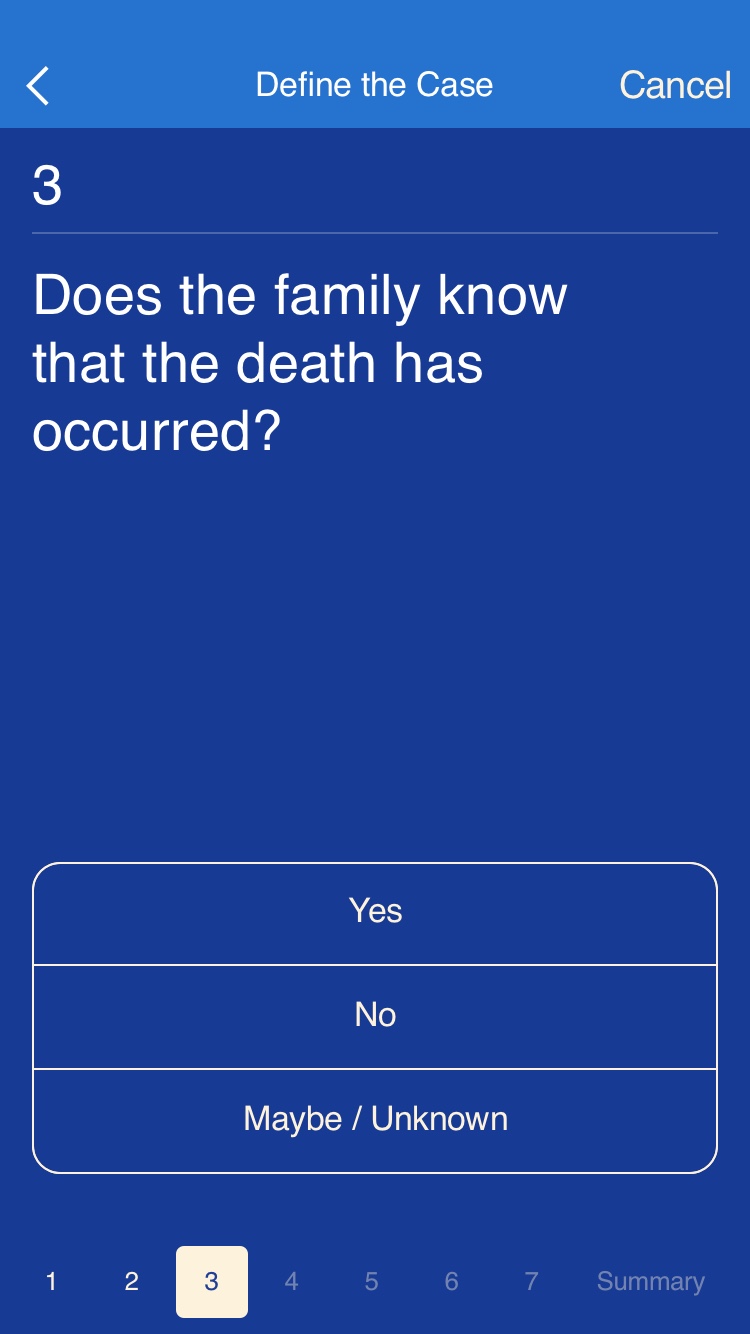 Define the Case
Cancel
3
Does the family know
that the death has
occurred?
Yes
No
Maybe / Unknown
1 2 3 4 5 6 7 Summary